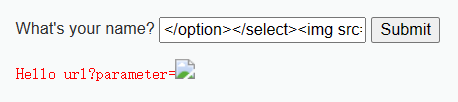 What's your name? </option></select><img src= Submit
Hello url?parameter=